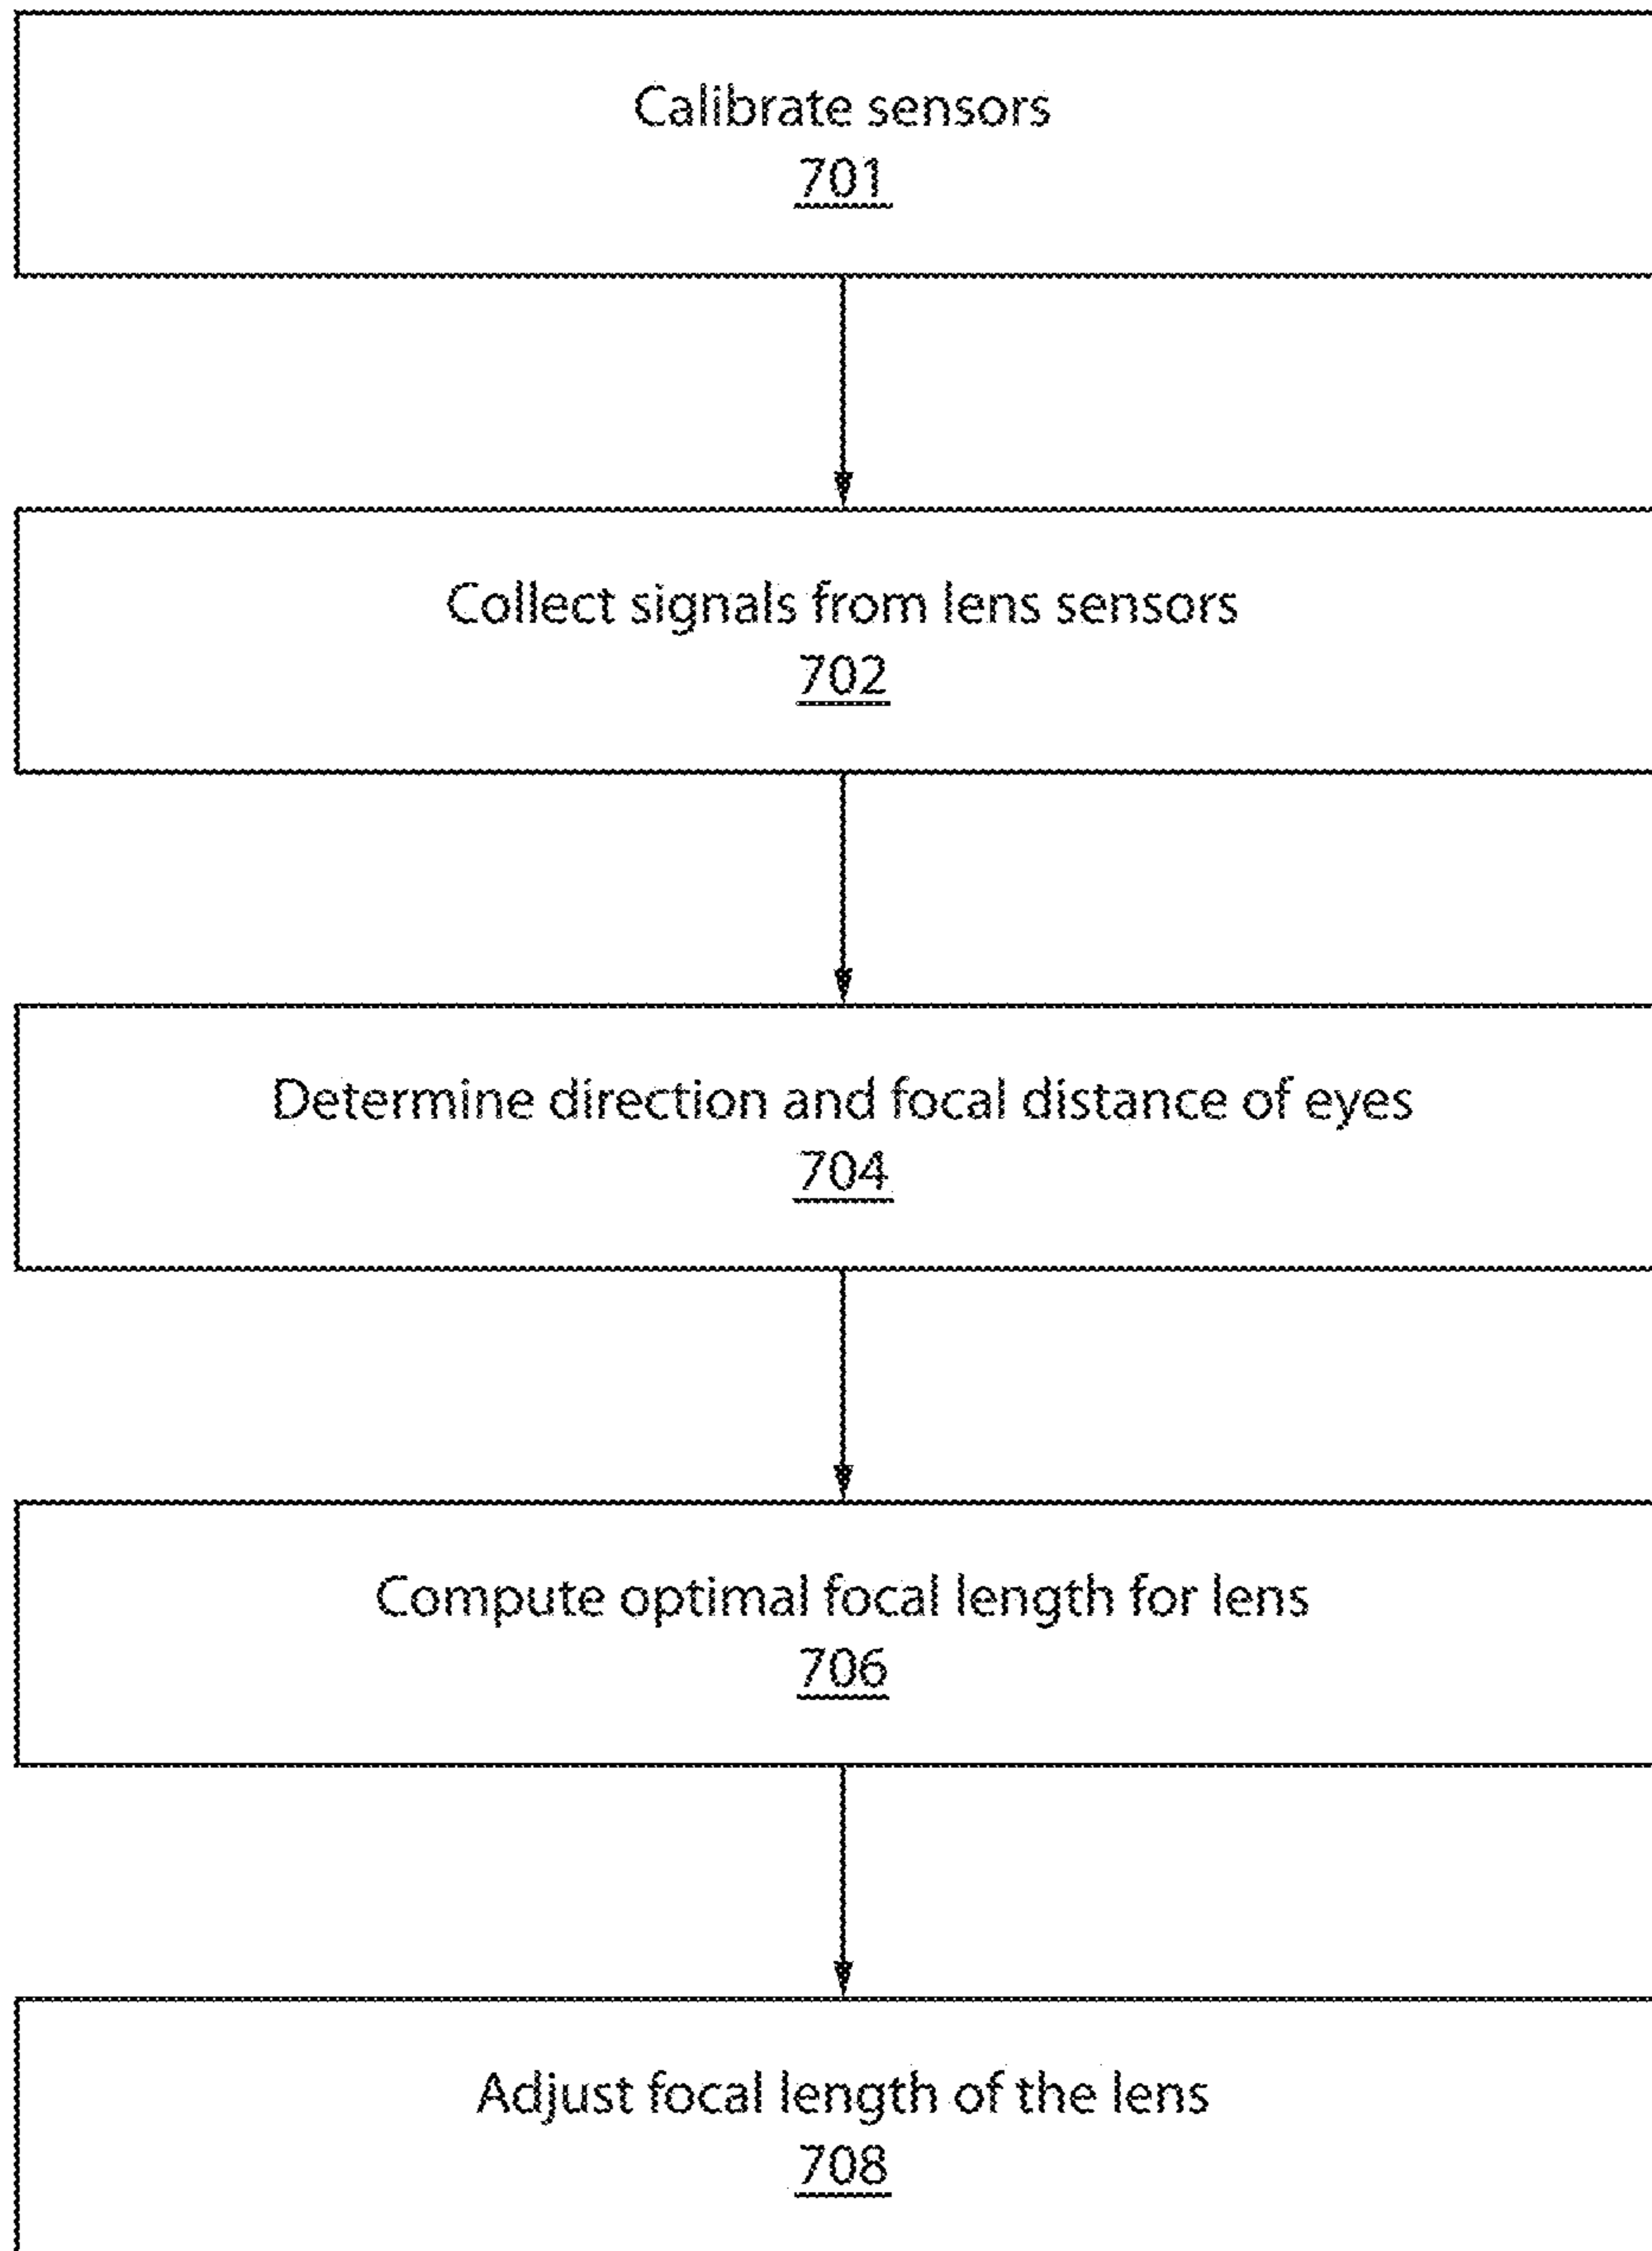 Calibrate sensors
701
Collect signals from lens sensors
702
Determine direction and focal distance of eyes
704
Compute optimal focal length for lens
706
Adjust focal length of the lens
708